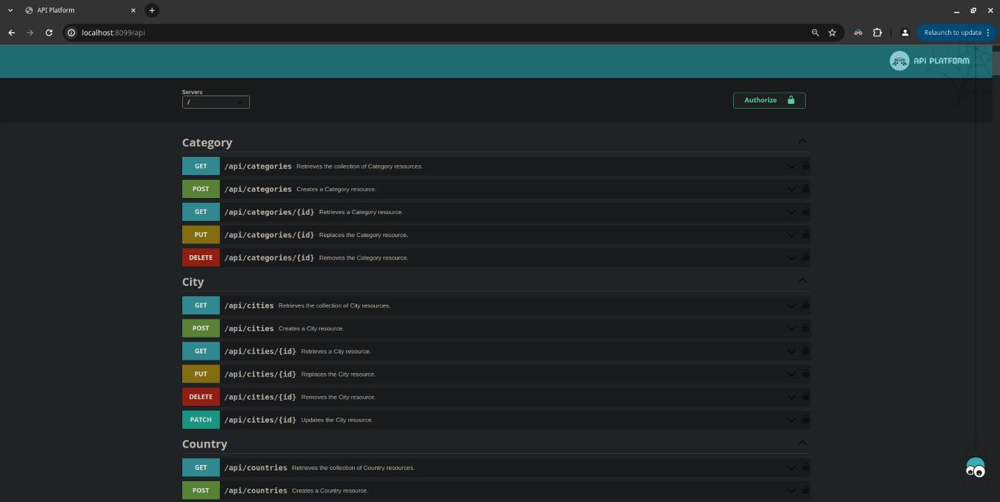 API Platform
localhost:8099/api
Relaunch to update
API PLATFORM
Servers
/
Authorize
Category
GET /api/categories Retrieves the collection of Category resources.
POST /api/categories Creates a Category resource.
GET /api/categories/{id} Retrieves a Category resource.
PUT /api/categories/{id} Replaces the Category resource.
DELETE /api/categories/{id} Removes the Category resource.
City
GET /api/cities Retrieves the collection of City resources.
POST /api/cities Creates a City resource.
GET /api/cities/{id} Retrieves a City resource.
PUT /api/cities/{id} Replaces the City resource.
DELETE /api/cities/{id} Removes the City resource.
PATCH /api/cities/{id} Updates the City resource.
Country
GET /api/countries Retrieves the collection of Country resources.
POST /api/countries Creates a Country resource.